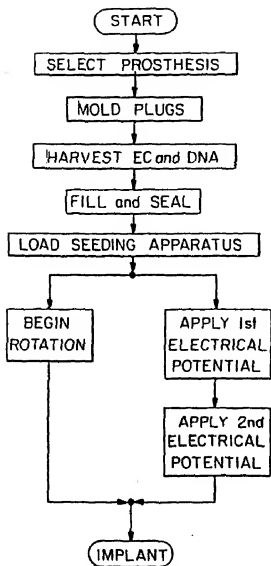 START
SELECT PROSTHESIS
MOLD PLUGS
HARVEST EC and DNA
FILL and SEAL
LOAD SEEDING APPARATUS
BEGIN
ROTATION
APPLY 1st
ELECTRICAL
POTENTIAL
APPLY 2nd
ELECTRICAL
POTENTIAL
IMPLANT